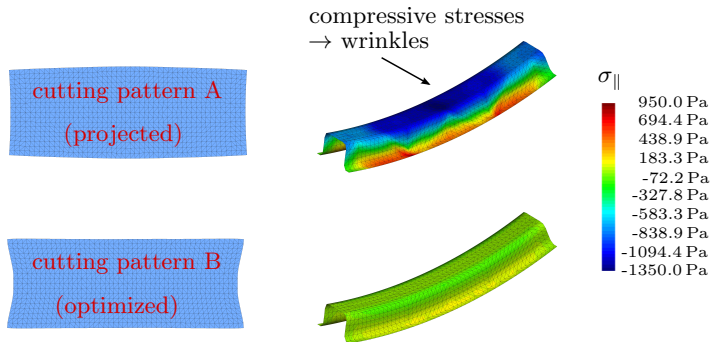 compressive stresses
→ wrinkles
cutting pattern A
(projected)
σ∥
950.0 Pa
694.4 Pa
438.9 Pa
183.3 Pa
-72.2 Pa
-327.8 Pa
-583.3 Pa
-838.9 Pa
-1094.4 Pa
-1350.0 Pa
cutting pattern B
(optimized)